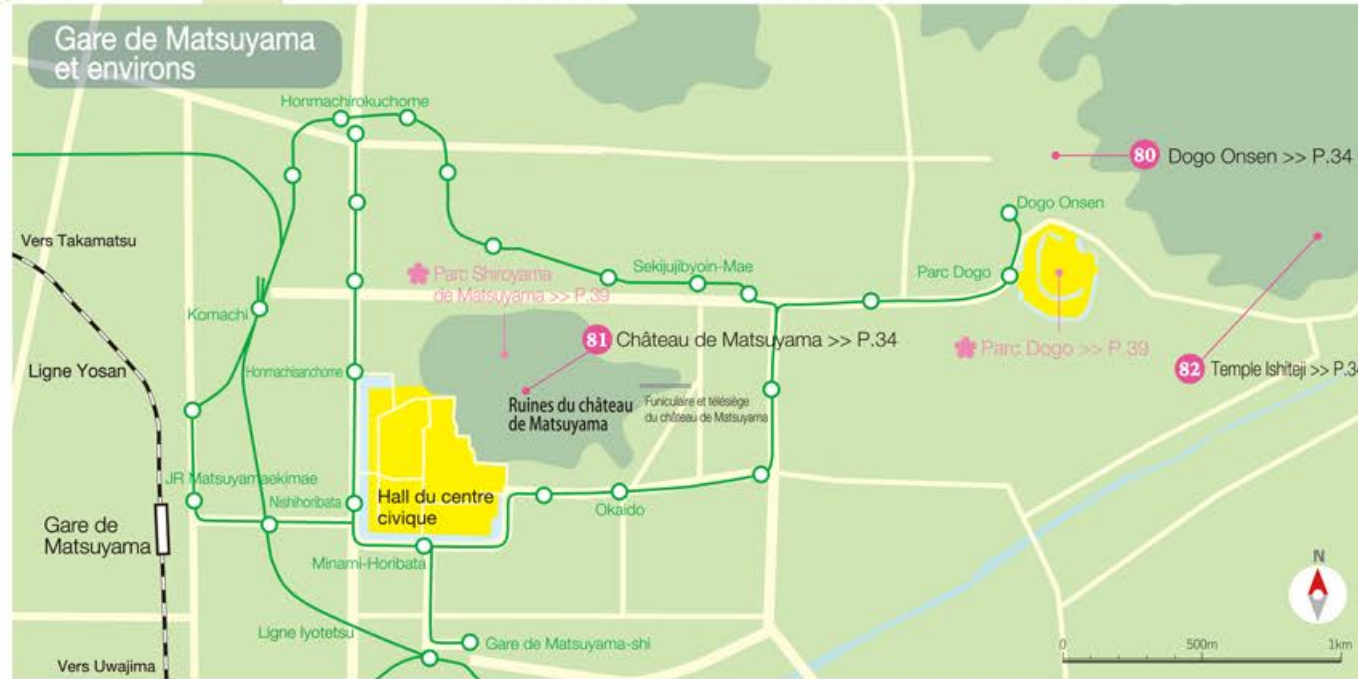 Gare de Matsuyama
et environs
Honmachirokuchome
80 Dogo Onsen >> P.34
Dogo Onsen
Vers Takamatsu
Parc Shiroyama
de Matsuyama >> P.39
Sekijujibyoin-Mae
Parc Dogo
Komachi
81 Château de Matsuyama >> P.34
Parc Dogo >> P.39
Ligne Yosan
Honmachisanchome
82 Temple Ishiteji >> P.34
Ruines du château
de Matsuyama
Funiculaire et télésiège
du château de Matsuyama
JR Matsuyamaekimae
Nishihoribata
Hall du centre
civique
Okaido
Gare de
Matsuyama
Minami-Horibata
N
Ligne Iyotetsu
Gare de Matsuyama-shi
0 500m 1km
Vers Uwajima